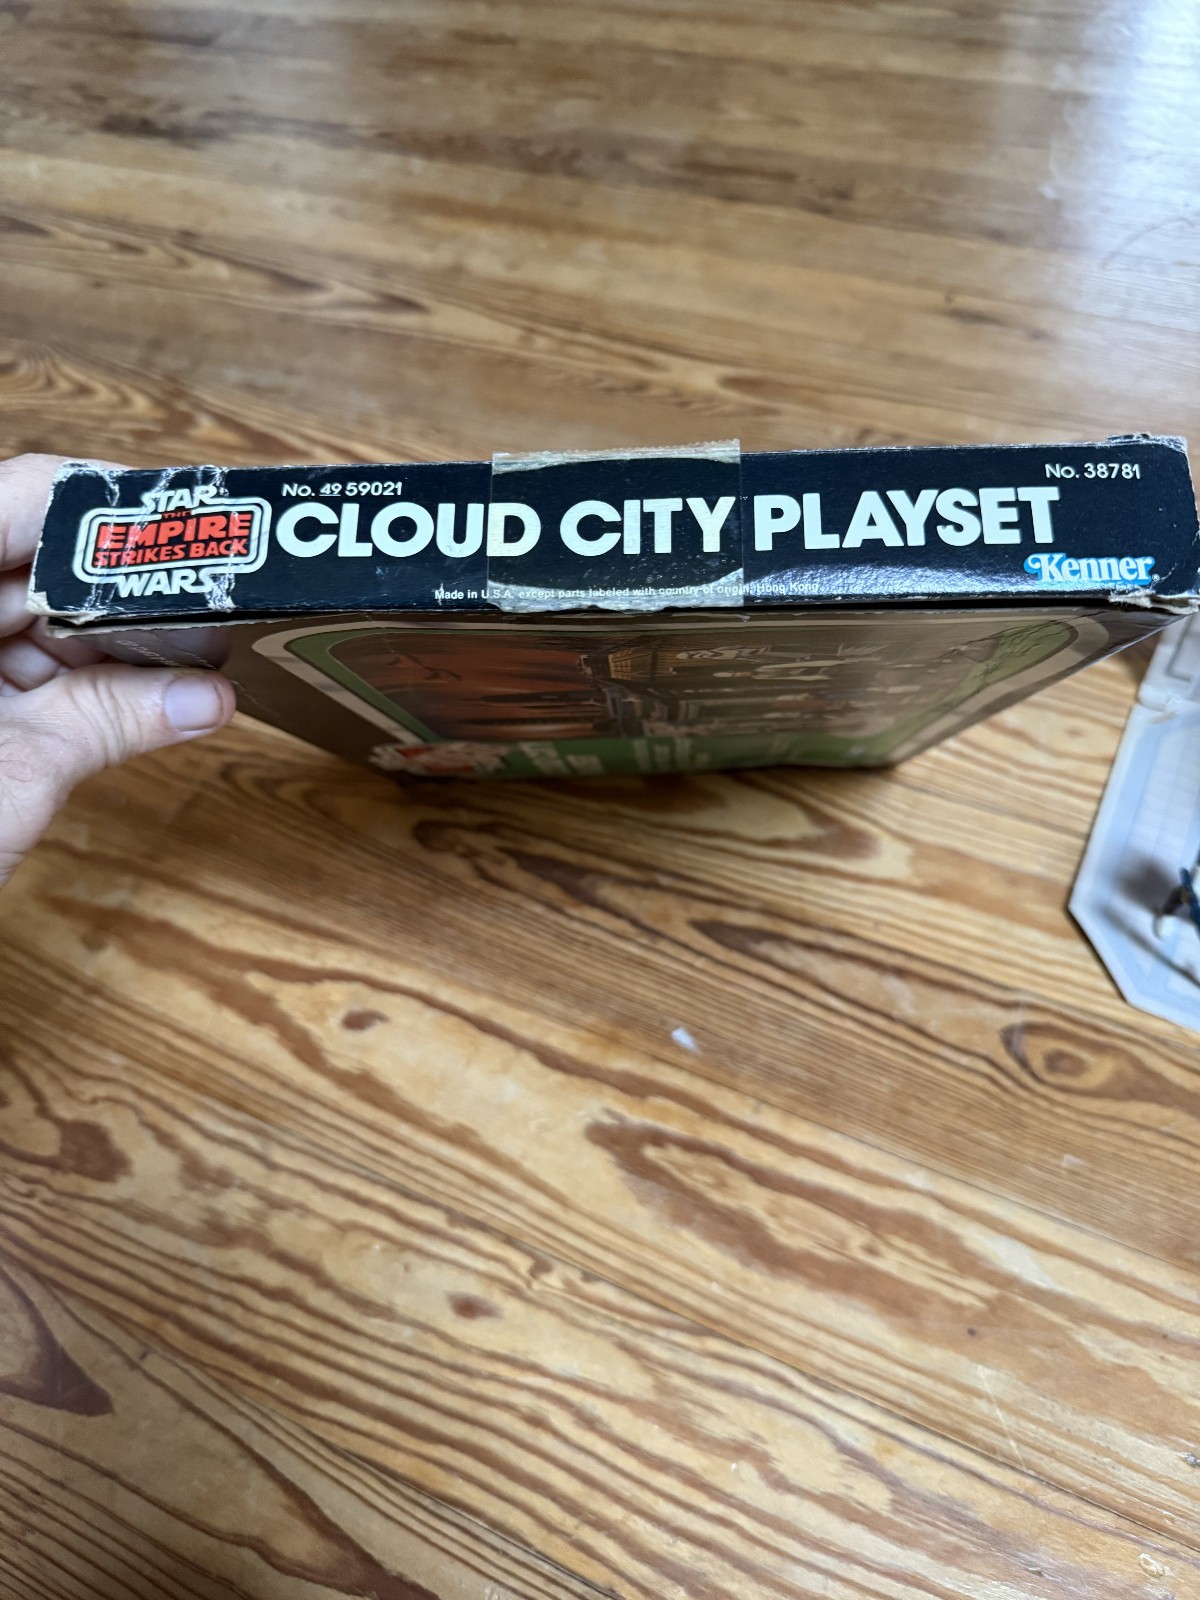 STAR
THE
EMPIRE
STRIKES BACK
WARS
No. 49 59021
No. 38781
CLOUD CITY PLAYSET
Kenner
Made in U.S.A. except parts labeled with country of origin, Hong Kong.